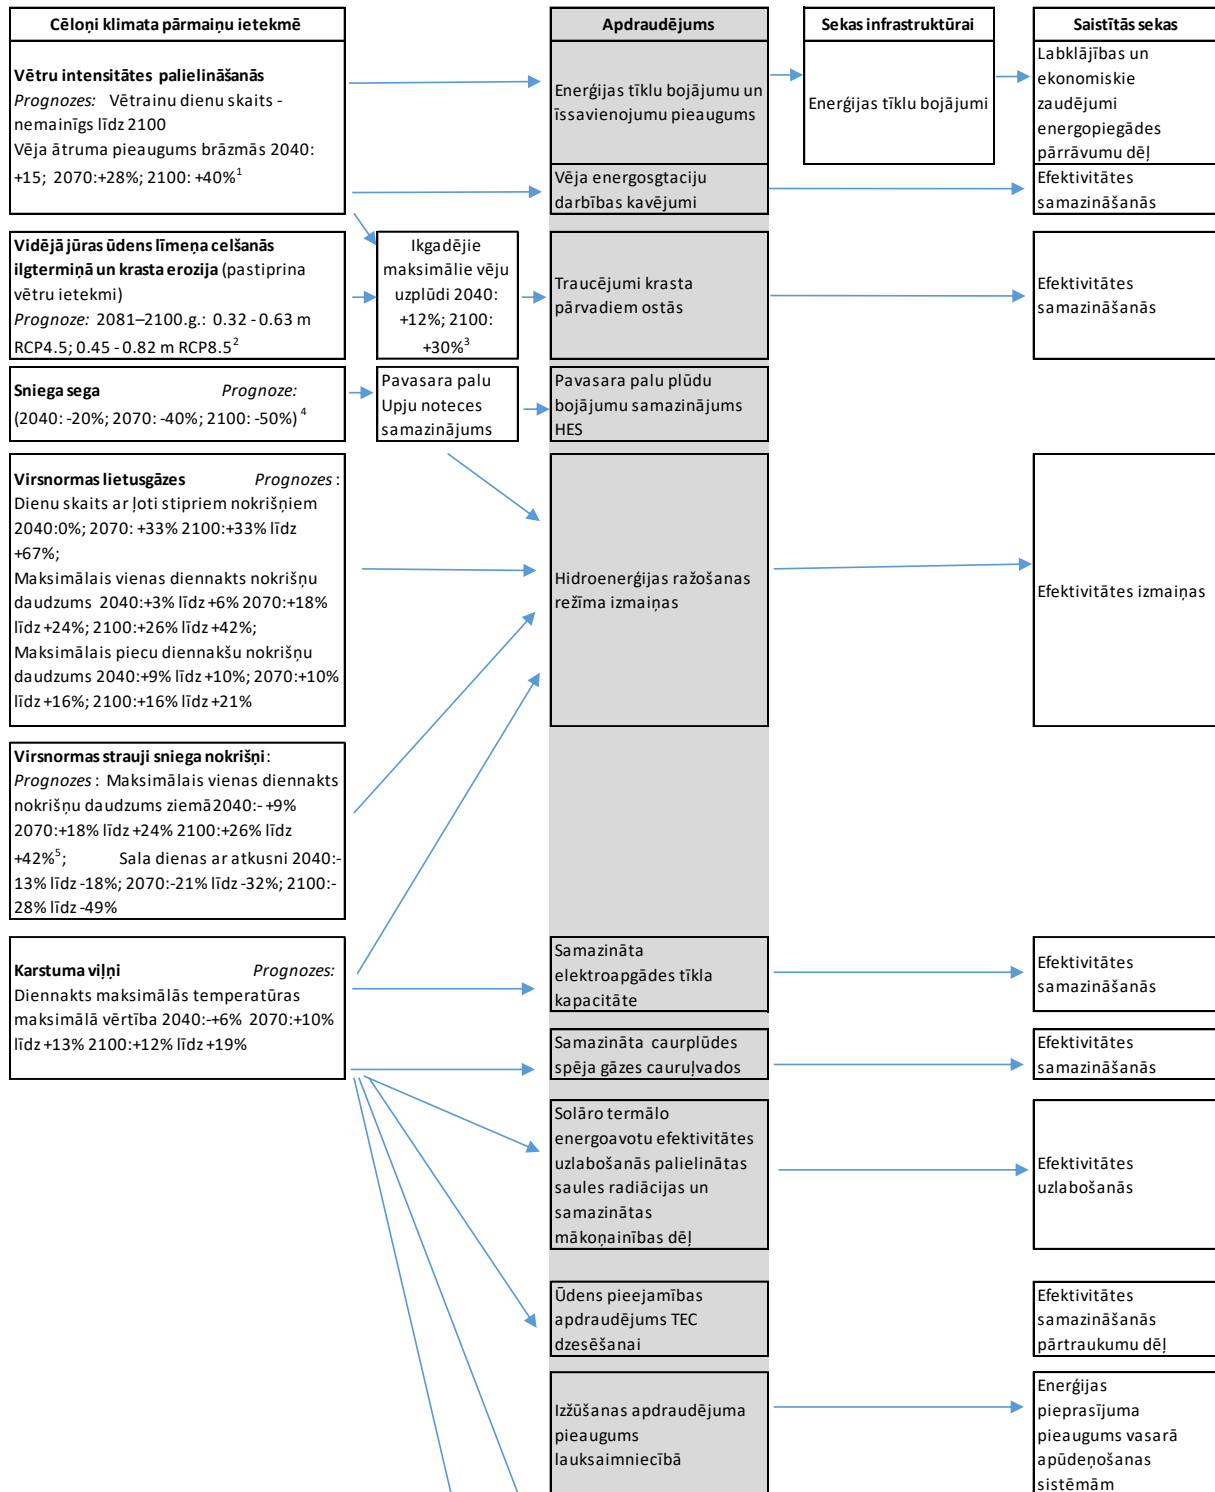 Cēloņi klimata pārmaiņu ietekmē
Apdraudējums
Sekas infrastruktūrai
Saistītās sekas
Vētru intensitātes palielināšanās
Prognozes: Vētrainu dienu skaits -
nemainīgs līdz 2100
Vēja ātruma pieaugums brāzmās 2040:
+15; 2070:+28%; 2100: +40%¹
Enerģijas tīklu bojājumu un
īssavienojumu pieaugums
Enerģijas tīklu bojājumi
Labklājības un
ekonomiskie
zaudējumi
energopiegādes
pārrāvumu dēļ
Vēja energosgtaciju
darbības kavējumi
Efektivitātes
samazināšanās
Vidējā jūras ūdens līmeņa celšanās
ilgtermiņā un krasta erozija (pastiprina
vētru ietekmi)
Prognoze: 2081–2100.g.: 0.32 - 0.63 m
RCP4.5; 0.45 - 0.82 m RCP8.5²
Ikgadējie
maksimālie vēju
uzplūdi 2040:
+12%; 2100:
+30%³
Traucējumi krasta
pārvadiem ostās
Efektivitātes
samazināšanās
Sniega sega Prognoze:
(2040: -20%; 2070: -40%; 2100: -50%) ⁴
Pavasara palu
Upju noteces
samazinājums
Pavasara palu plūdu
bojājumu samazinājums
HES
Virsnormas lietusgāzes Prognozes :
Dienu skaits ar ļoti stipriem nokrišņiem
2040:0%; 2070: +33% 2100:+33% līdz
+67%;
Maksimālais vienas diennakts nokrišņu
daudzums 2040:+3% līdz +6% 2070:+18%
līdz +24%; 2100:+26% līdz +42%;
Maksimālais piecu diennakšu nokrišņu
daudzums 2040:+9% līdz +10%; 2070:+10%
līdz +16%; 2100:+16% līdz +21%
Hidroenerģijas ražošanas
režīma izmaiņas
Efektivitātes izmaiņas
Virsnormas strauji sniega nokrišņi:
Prognozes : Maksimālais vienas diennakts
nokrišņu daudzums ziemā2040:- +9%
2070:+18% līdz +24% 2100:+26% līdz
+42%⁵; Sala dienas ar atkusni 2040:-
13% līdz -18%; 2070:-21% līdz -32%; 2100:-
28% līdz -49%
Karstuma viļņi Prognozes:
Diennakts maksimālās temperatūras
maksimālā vērtība 2040:-+6% 2070:+10%
līdz +13% 2100:+12% līdz +19%
Samazināta
elektroapgādes tīkla
kapacitāte
Efektivitātes
samazināšanās
Samazināta caurplūdes
spēja gāzes cauruļvados
Efektivitātes
samazināšanās
Solāro termālo
energoavotu efektivitātes
uzlabošanās palielinātas
saules radiācijas un
samazinātas
mākoņainības dēļ
Efektivitātes
uzlabošanās
Ūdens pieejamības
apdraudējums TEC
dzesēšanai
Efektivitātes
samazināšanās
pārtraukumu dēļ
Izžūšanas apdraudējuma
pieaugums
lauksaimniecībā
Enerģijas
pieprasījuma
pieaugums vasarā
apūdeņošanas
sistēmām